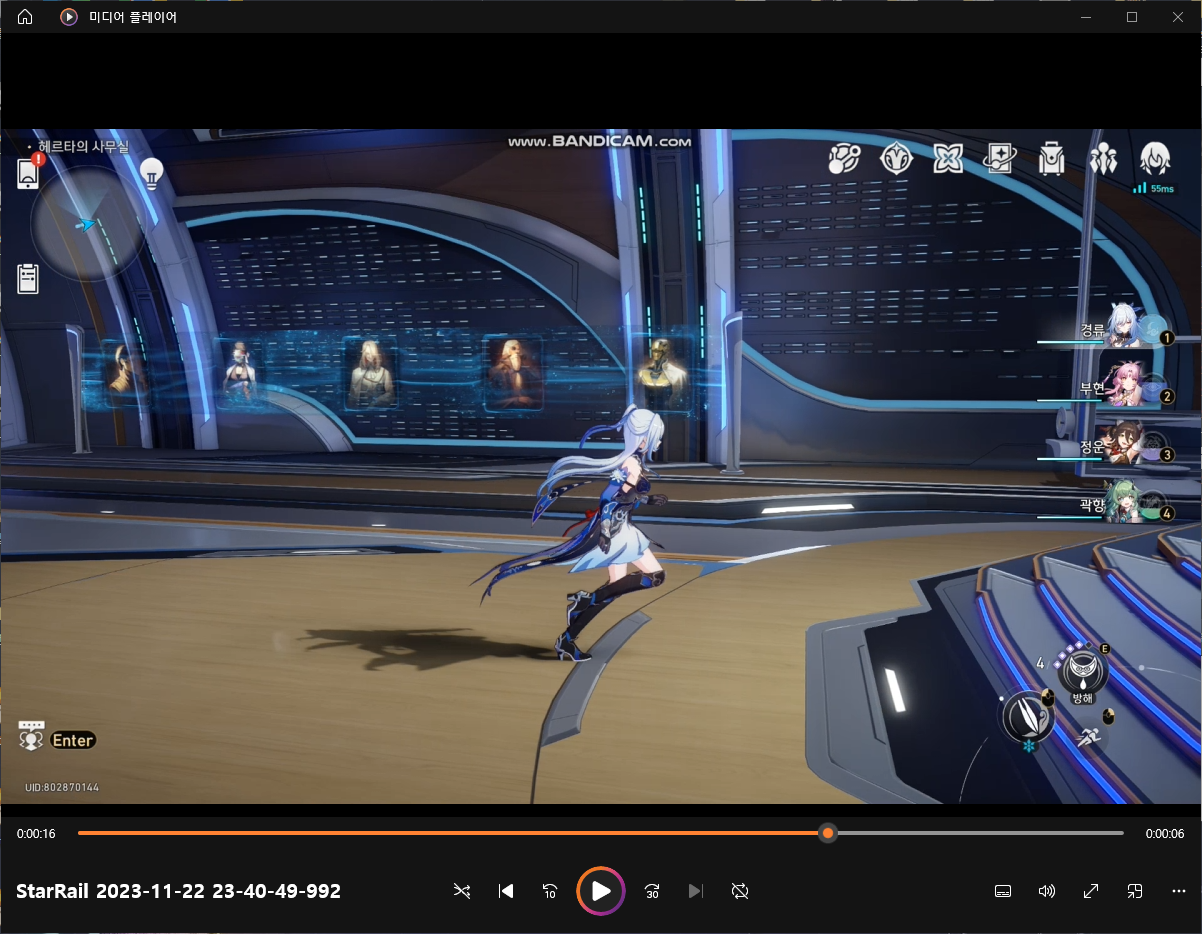 미디어 플레이어
• 헤르타의 사무실
www.BANDICAM.com
55ms
경류
1
부현
2
정운
3
곽향
4
E
4
방해
Enter
UID:802870144
0:00:16
0:00:06
StarRail 2023-11-22 23-40-49-992
10
30